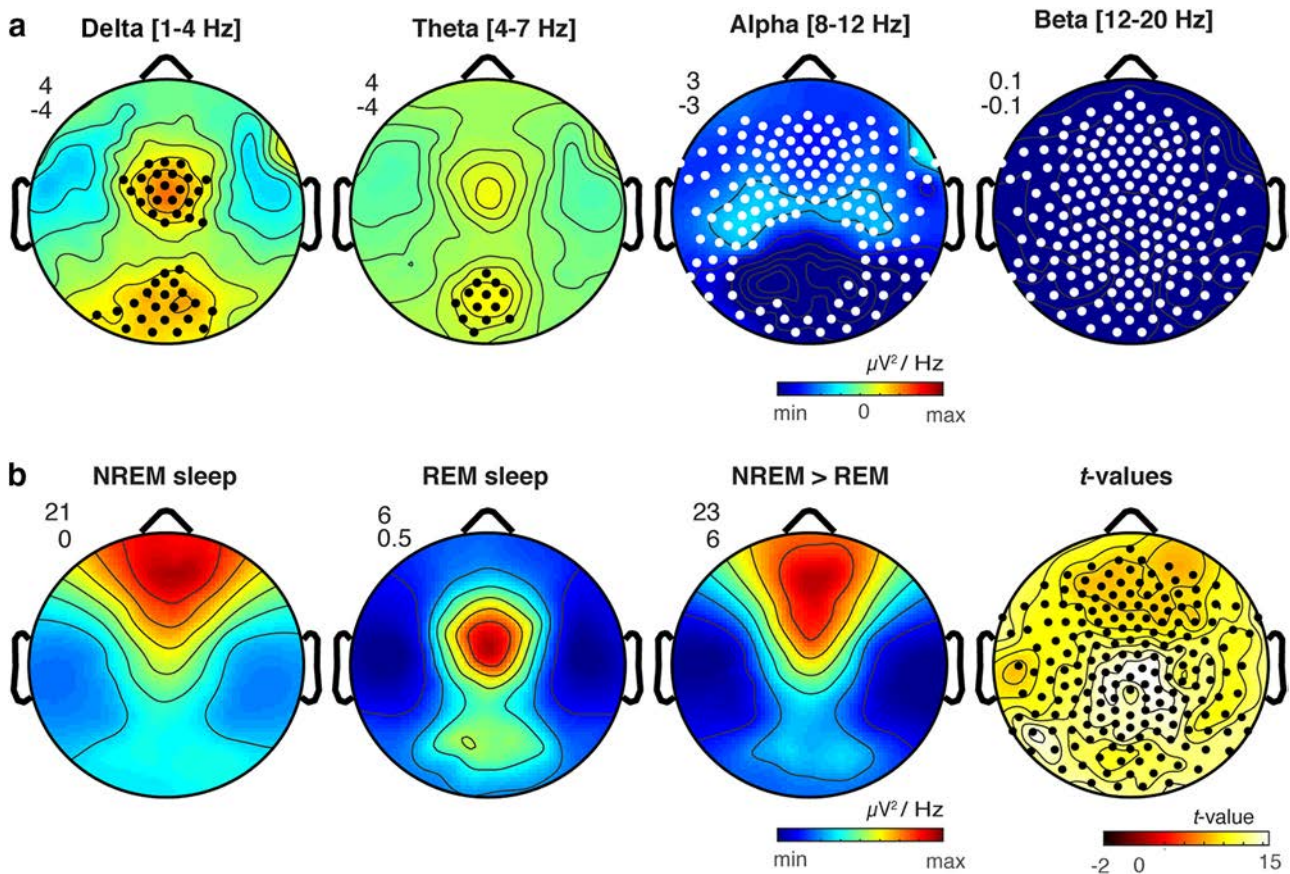 a
Delta [1-4 Hz]
Theta [4-7 Hz]
Alpha [8-12 Hz]
Beta [12-20 Hz]
4
-4
4
-4
3
-3
0.1
-0.1
µV² / Hz
min 0 max
b
NREM sleep
REM sleep
NREM > REM
t-values
21
0
6
0.5
23
6
µV² / Hz
min max
t-value
-2 0 15